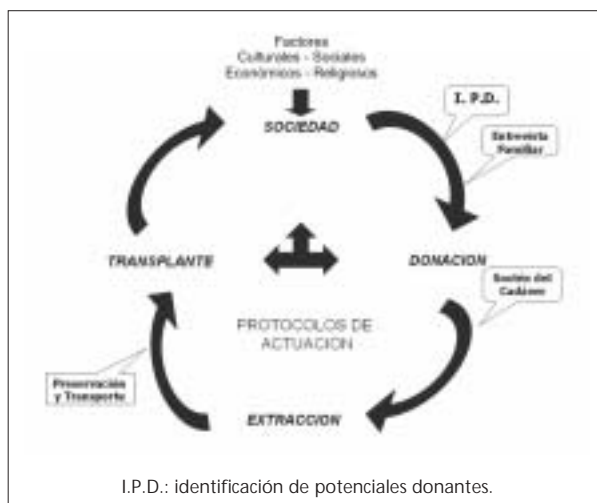 Factores
Culturales - Sociales
Económicos - Religiosos
SOCIEDAD
I. P.D.
Entrevista
Familiar
TRANSPLANTE
DONACION
Sostén del
Cadáver
PROTOCOLOS DE
ACTUACION
Preservación
y Transporte
EXTRACCION
I.P.D.: identificación de potenciales donantes.